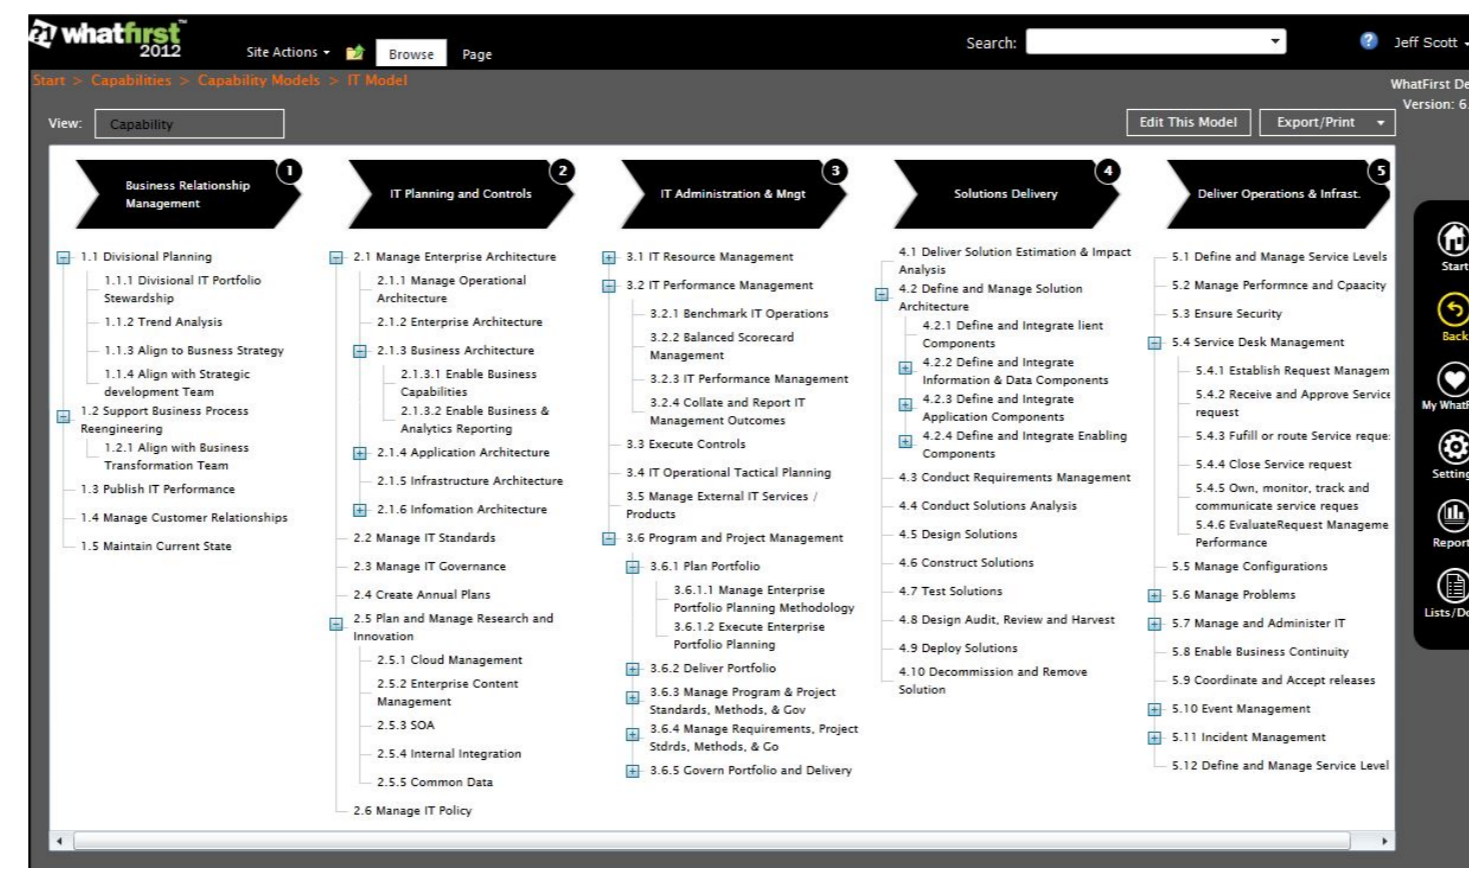 whatfirst™
2012
Site Actions
Browse
Page
Search:
Jeff Scott
Start > Capabilities > Capability Models > IT Model
WhatFirst De
Version: 6.
View:
Capability
Edit This Model
Export/Print
1
Business Relationship
Management
2
IT Planning and Controls
3
IT Administration & Mngt
4
Solutions Delivery
5
Deliver Operations & Infrast.
1.1 Divisional Planning
1.1.1 Divisional IT Portfolio
Stewardship
1.1.2 Trend Analysis
1.1.3 Align to Busness Strategy
1.1.4 Align with Strategic
development Team
1.2 Support Business Process
Reengineering
1.2.1 Align with Business
Transformation Team
1.3 Publish IT Performance
1.4 Manage Customer Relationships
1.5 Maintain Current State
2.1 Manage Enterprise Architecture
2.1.1 Manage Operational
Architecture
2.1.2 Enterprise Architecture
2.1.3 Business Architecture
2.1.3.1 Enable Business
Capabilities
2.1.3.2 Enable Business &
Analytics Reporting
2.1.4 Application Architecture
2.1.5 Infrastructure Architecture
2.1.6 Infomation Architecture
2.2 Manage IT Standards
2.3 Manage IT Governance
2.4 Create Annual Plans
2.5 Plan and Manage Research and
Innovation
2.5.1 Cloud Management
2.5.2 Enterprise Content
Management
2.5.3 SOA
2.5.4 Internal Integration
2.5.5 Common Data
2.6 Manage IT Policy
3.1 IT Resource Management
3.2 IT Performance Management
3.2.1 Benchmark IT Operations
3.2.2 Balanced Scorecard
Management
3.2.3 IT Performance Management
3.2.4 Collate and Report IT
Management Outcomes
3.3 Execute Controls
3.4 IT Operational Tactical Planning
3.5 Manage External IT Services /
Products
3.6 Program and Project Management
3.6.1 Plan Portfolio
3.6.1.1 Manage Enterprise
Portfolio Planning Methodology
3.6.1.2 Execute Enterprise
Portfolio Planning
3.6.2 Deliver Portfolio
3.6.3 Manage Program & Project
Standards, Methods, & Gov
3.6.4 Manage Requirements, Project
Stdrds, Methods, & Go
3.6.5 Govern Portfolio and Delivery
4.1 Deliver Solution Estimation & Impact
Analysis
4.2 Define and Manage Solution
Architecture
4.2.1 Define and Integrate lient
Components
4.2.2 Define and Integrate
Information & Data Components
4.2.3 Define and Integrate
Application Components
4.2.4 Define and Integrate Enabling
Components
4.3 Conduct Requirements Management
4.4 Conduct Solutions Analysis
4.5 Design Solutions
4.6 Construct Solutions
4.7 Test Solutions
4.8 Design Audit, Review and Harvest
4.9 Deploy Solutions
4.10 Decommission and Remove
Solution
5.1 Define and Manage Service Levels
5.2 Manage Performnce and Cpaacity
5.3 Ensure Security
5.4 Service Desk Management
5.4.1 Establish Request Managem
5.4.2 Receive and Approve Service
request
5.4.3 Fufill or route Service reque
5.4.4 Close Service request
5.4.5 Own, monitor, track and
communicate service reques
5.4.6 EvaluateRequest Manageme
Performance
5.5 Manage Configurations
5.6 Manage Problems
5.7 Manage and Administer IT
5.8 Enable Business Continuity
5.9 Coordinate and Accept releases
5.10 Event Management
5.11 Incident Management
5.12 Define and Manage Service Level
Start
Back
My WhatF
Setting
Report
Lists/Do